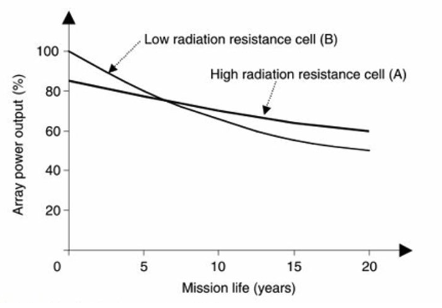 Low radiation resistance cell (B)
High radiation resistance cell (A)
Array power output (%)
100
80
60
40
20
0
5
10
15
20
Mission life (years)